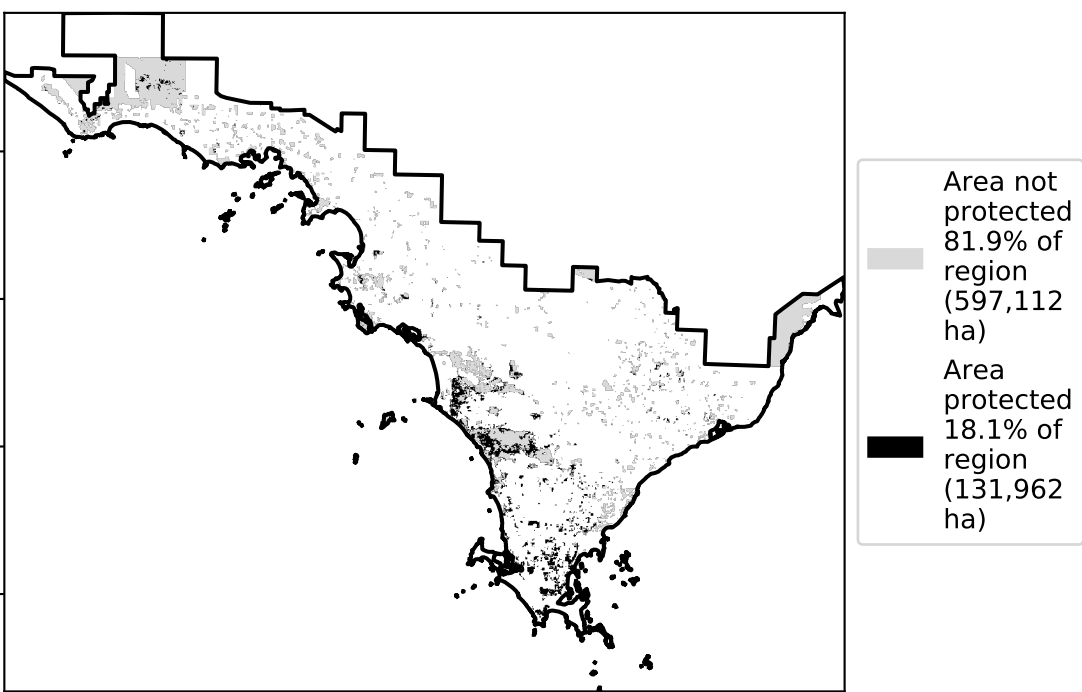 Area not
protected
81.9% of
region
(597,112
ha)
Area
protected
18.1% of
region
(131,962
ha)